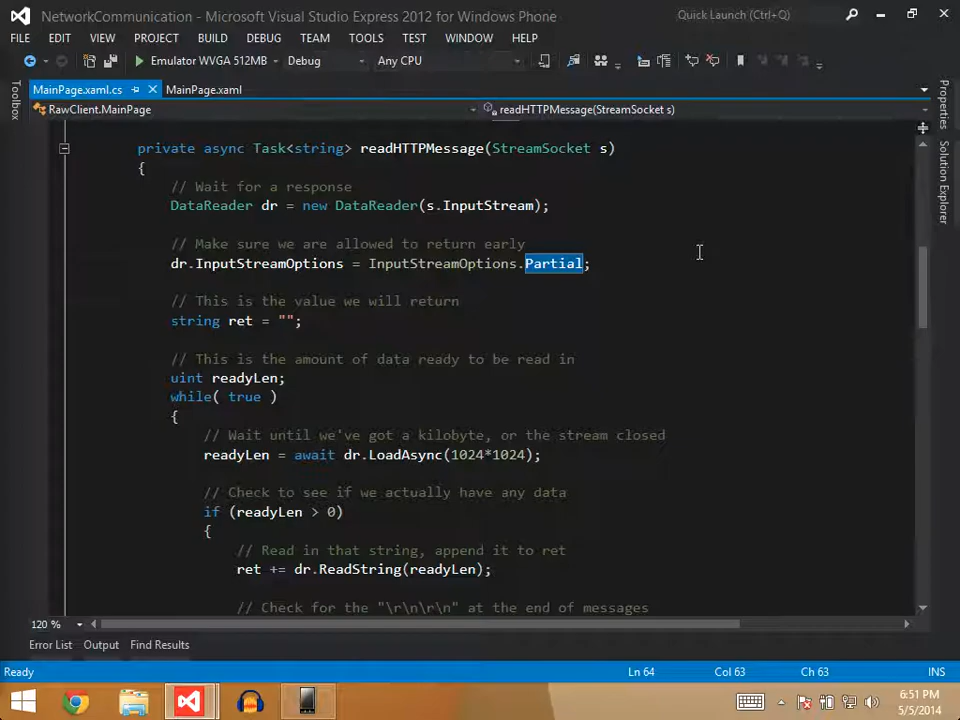 NetworkCommunication - Microsoft Visual Studio Express 2012 for Windows Phone
Quick Launch (Ctrl+Q)
FILE EDIT VIEW PROJECT BUILD DEBUG TEAM TOOLS TEST WINDOW HELP
Emulator WVGA 512MB Debug Any CPU
Toolbox
MainPage.xaml.cs MainPage.xaml
RawClient.MainPage readHTTPMessage(StreamSocket s)
Properties
Solution Explorer
private async Task<string> readHTTPMessage(StreamSocket s)
{
// Wait for a response
DataReader dr = new DataReader(s.InputStream);
// Make sure we are allowed to return early
dr.InputStreamOptions = InputStreamOptions.Partial;
// This is the value we will return
string ret = "";
// This is the amount of data ready to be read in
uint readyLen;
while( true )
{
// Wait until we've got a kilobyte, or the stream closed
readyLen = await dr.LoadAsync(1024*1024);
// Check to see if we actually have any data
if (readyLen > 0)
{
// Read in that string, append it to ret
ret += dr.ReadString(readyLen);
// Check for the "\r\n\r\n" at the end of messages
120 %
Error List Output Find Results
Ready Ln 64 Col 63 Ch 63 INS
6:51 PM
5/5/2014